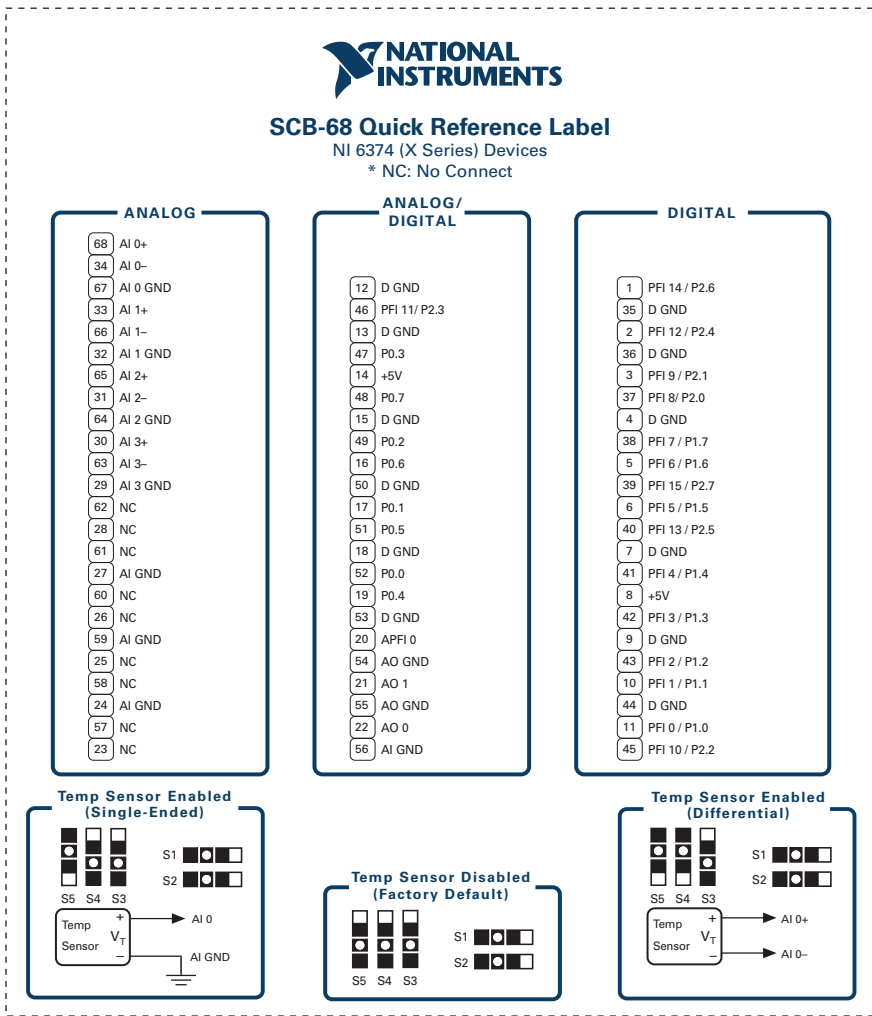 NATIONAL
INSTRUMENTS
SCB-68 Quick Reference Label
NI 6374 (X Series) Devices
* NC: No Connect
ANALOG
68 AI 0+
34 AI 0–
67 AI 0 GND
33 AI 1+
66 AI 1–
32 AI 1 GND
65 AI 2+
31 AI 2–
64 AI 2 GND
30 AI 3+
63 AI 3–
29 AI 3 GND
62 NC
28 NC
61 NC
27 AI GND
60 NC
26 NC
59 AI GND
25 NC
58 NC
24 AI GND
57 NC
23 NC
ANALOG/
DIGITAL
12 D GND
46 PFI 11/ P2.3
13 D GND
47 P0.3
14 +5V
48 P0.7
15 D GND
49 P0.2
16 P0.6
50 D GND
17 P0.1
51 P0.5
18 D GND
52 P0.0
19 P0.4
53 D GND
20 APFI 0
54 AO GND
21 AO 1
55 AO GND
22 AO 0
56 AI GND
DIGITAL
1 PFI 14 / P2.6
35 D GND
2 PFI 12 / P2.4
36 D GND
3 PFI 9 / P2.1
37 PFI 8/ P2.0
4 D GND
38 PFI 7 / P1.7
5 PFI 6 / P1.6
39 PFI 15 / P2.7
6 PFI 5 / P1.5
40 PFI 13 / P2.5
7 D GND
41 PFI 4 / P1.4
8 +5V
42 PFI 3 / P1.3
9 D GND
43 PFI 2 / P1.2
10 PFI 1 / P1.1
44 D GND
11 PFI 0 / P1.0
45 PFI 10 / P2.2
Temp Sensor Enabled
(Single-Ended)
S1
S2
S5 S4 S3
Temp
Sensor
+
VT
–
AI 0
AI GND
Temp Sensor Disabled
(Factory Default)
S1
S2
S5 S4 S3
Temp Sensor Enabled
(Differential)
S1
S2
S5 S4 S3
Temp
Sensor
+
VT
–
AI 0+
AI 0–